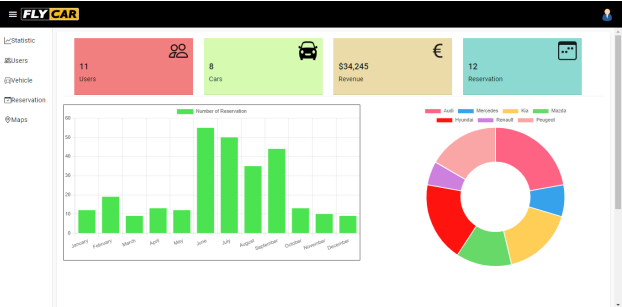 FLY CAR
Statistic
Users
Vehicle
Reservation
Maps
11
Users
8
Cars
$34,245
€
Revenue
12
Reservation
Number of Reservation
60
50
40
30
20
10
0
January February March April May June July August September October November December
Audi Mercedes Kia Mazda
Hyundai Renault Peugeot